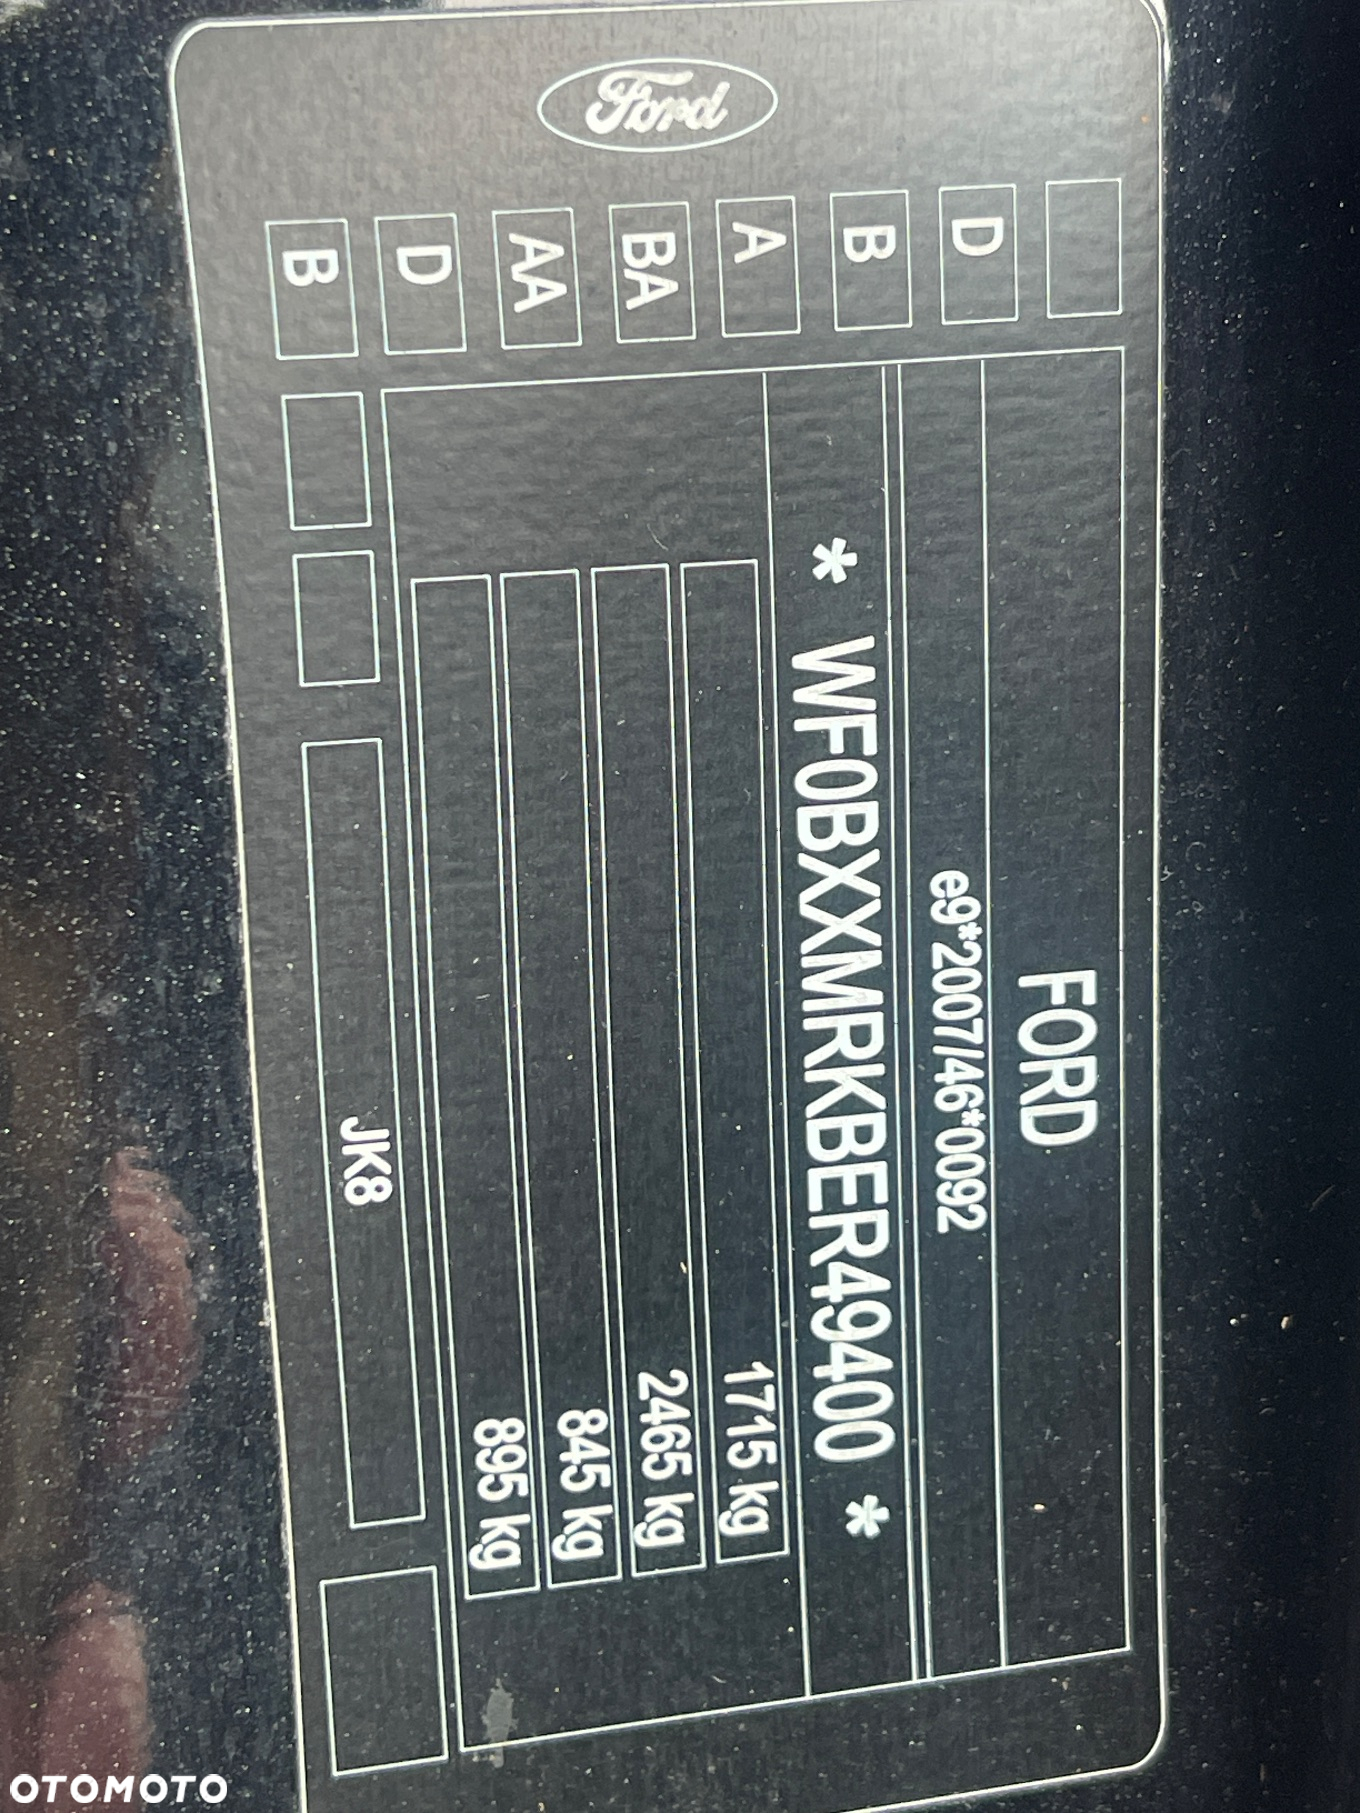 Ford
FORD
e9*2007/46*0092
* WF0BXXMRKBER49400 *
1715 kg
2465 kg
845 kg
895 kg
D
B
A
BA
AA
D
B
JK8
OTOMOTO